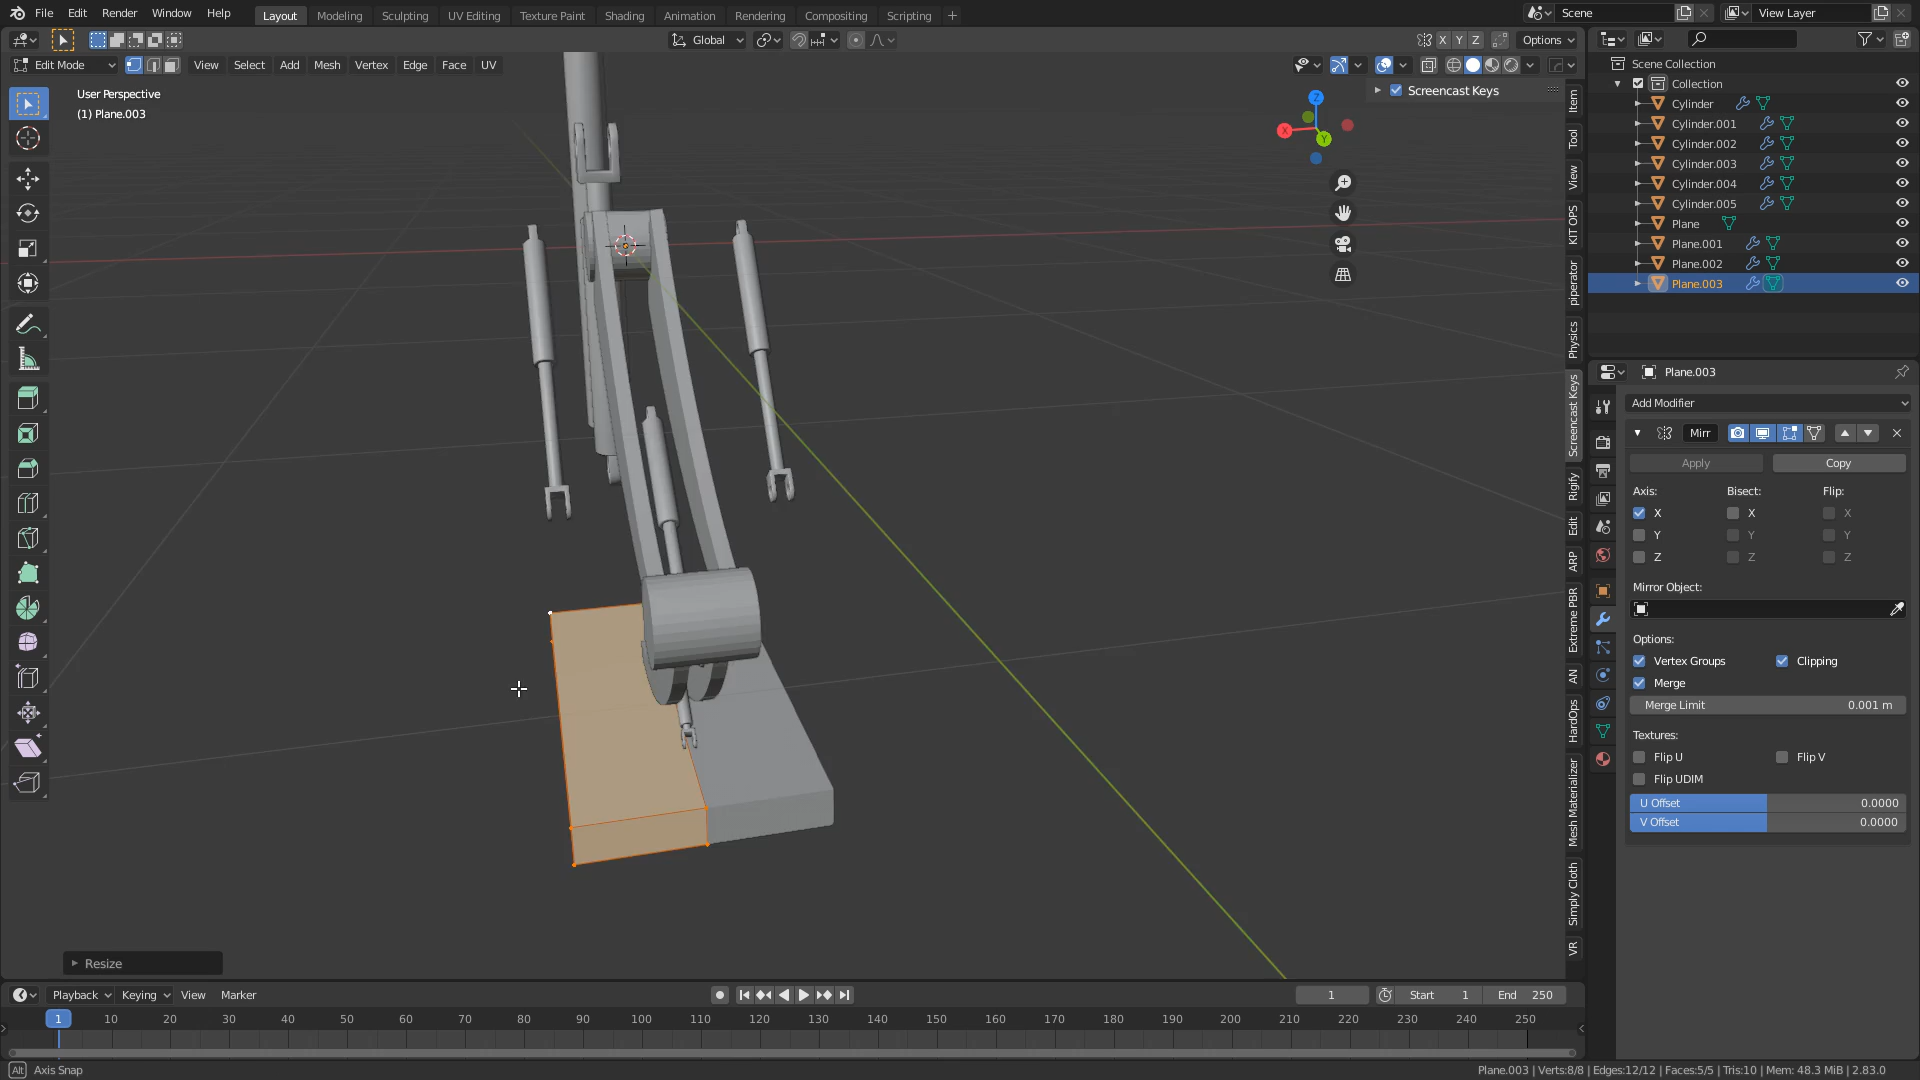 File Edit Render Window Help Layout Modeling Sculpting UV Editing Texture Paint Shading Animation Rendering Compositing Scripting + Scene View Layer
Global X Y Z Options
Edit Mode View Select Add Mesh Vertex Edge Face UV
User Perspective
(1) Plane.003
Screencast Keys
Z
X
Y
Item
Tool
View
KIT OPS
piperator
Physics
Screencast Keys
Rigify
Edit
ARP
Extreme PBR
AN
HardOps
Mesh Materializer
Simply Cloth
VR
Scene Collection
Collection
Cylinder
Cylinder.001
Cylinder.002
Cylinder.003
Cylinder.004
Cylinder.005
Plane
Plane.001
Plane.002
Plane.003
Plane.003
Add Modifier
Mirr
Apply Copy
Axis: Bisect: Flip:
X X X
Y Y Y
Z Z Z
Mirror Object:
Options:
Vertex Groups Clipping
Merge
Merge Limit 0.001 m
Textures:
Flip U Flip V
Flip UDIM
U Offset 0.0000
V Offset 0.0000
Resize
Playback Keying View Marker 1 Start 1 End 250
1 10 20 30 40 50 60 70 80 90 100 110 120 130 140 150 160 170 180 190 200 210 220 230 240 250
Alt Axis Snap
Plane.003 | Verts:8/8 | Edges:12/12 | Faces:5/5 | Tris:10 | Mem: 48.3 MiB | 2.83.0